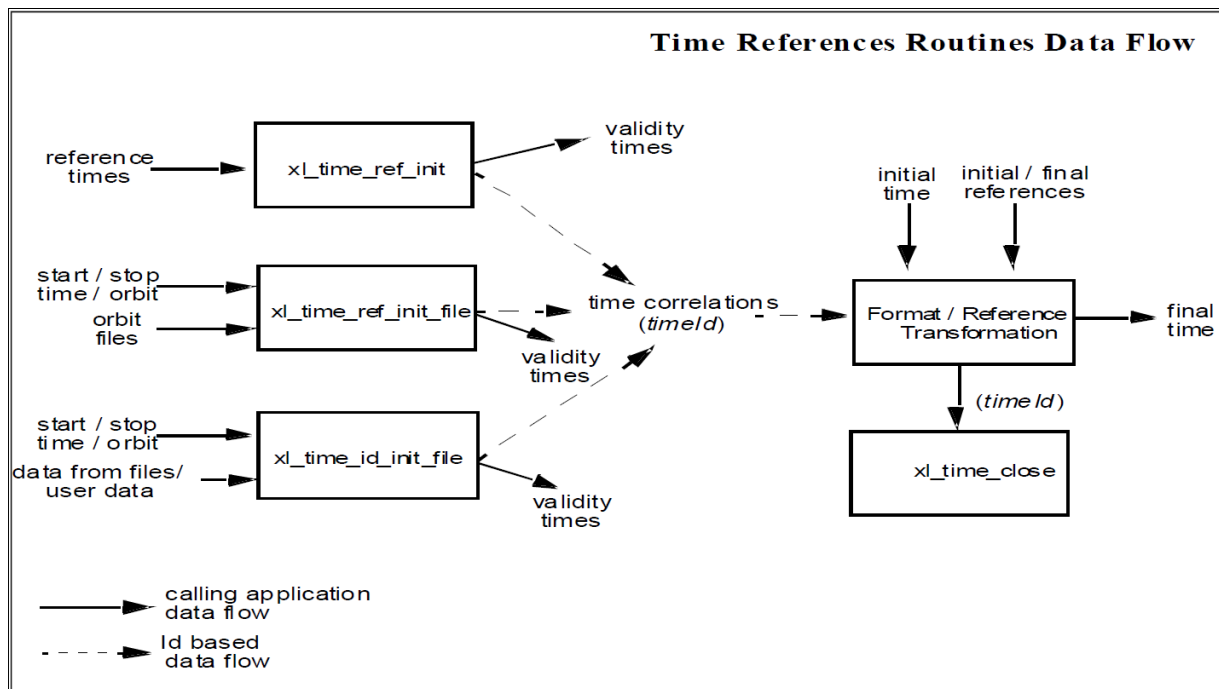 Time References Routines Data Flow
reference
times
xl_time_ref_init
validity
times
initial
time
initial / final
references
start / stop
time / orbit
orbit
files
xl_time_ref_init_file
validity
times
time correlations
(timeId)
Format / Reference
Transformation
final
time
(timeId)
start / stop
time / orbit
data from files/
user data
xl_time_id_init_file
validity
times
xl_time_close
calling application
data flow
Id based
data flow